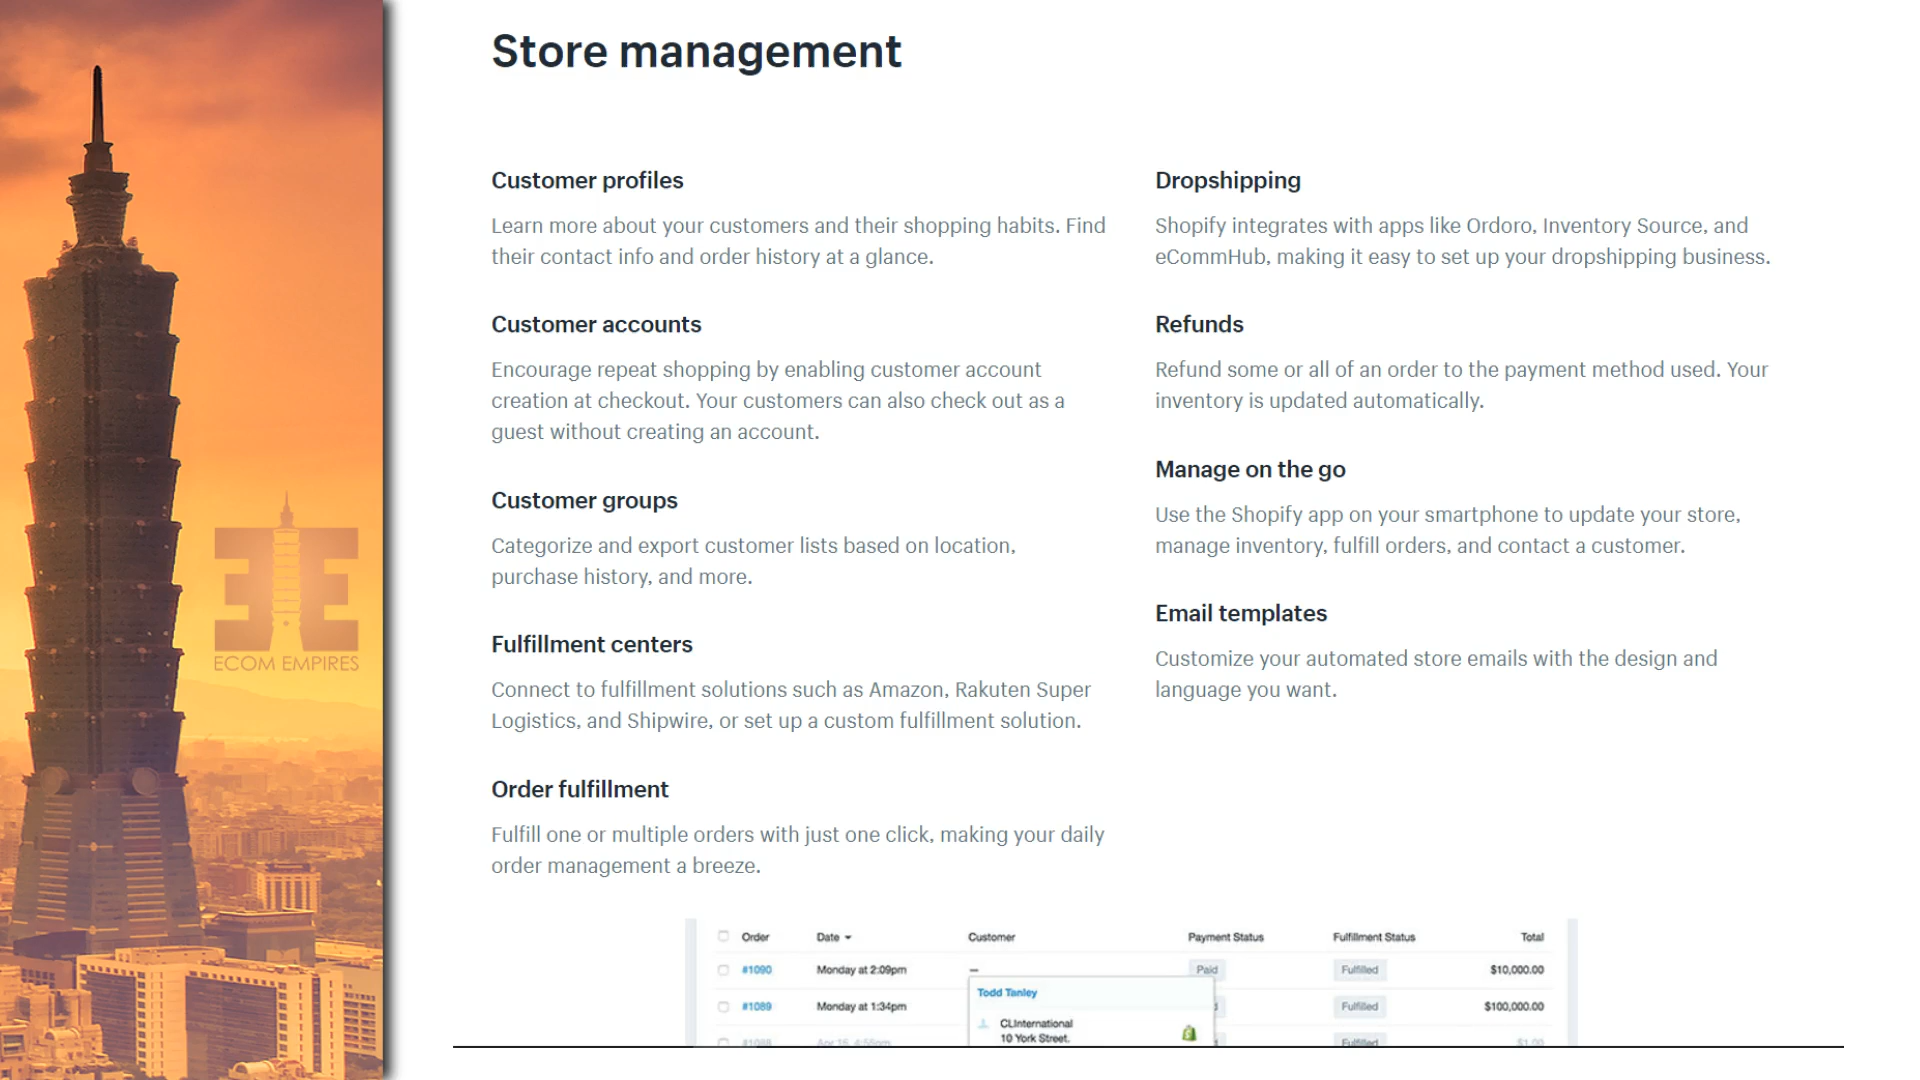 Store management
Customer profiles
Learn more about your customers and their shopping habits. Find
their contact info and order history at a glance.
Customer accounts
Encourage repeat shopping by enabling customer account
creation at checkout. Your customers can also check out as a
guest without creating an account.
Customer groups
Categorize and export customer lists based on location,
purchase history, and more.
Fulfillment centers
Connect to fulfillment solutions such as Amazon, Rakuten Super
Logistics, and Shipwire, or set up a custom fulfillment solution.
Order fulfillment
Fulfill one or multiple orders with just one click, making your daily
order management a breeze.
Dropshipping
Shopify integrates with apps like Ordoro, Inventory Source, and
eCommHub, making it easy to set up your dropshipping business.
Refunds
Refund some or all of an order to the payment method used. Your
inventory is updated automatically.
Manage on the go
Use the Shopify app on your smartphone to update your store,
manage inventory, fulfill orders, and contact a customer.
Email templates
Customize your automated store emails with the design and
language you want.
ECOM EMPIRES
Order Date Customer Payment Status Fulfillment Status Total
#1090 Monday at 2:09pm — Paid Fulfilled $10,000.00
Todd Tanley
#1089 Monday at 1:34pm Fulfilled $100,000.00
CLInternational
10 York Street.
#1088 Apr 15, 4:55pm Fulfilled $1.00